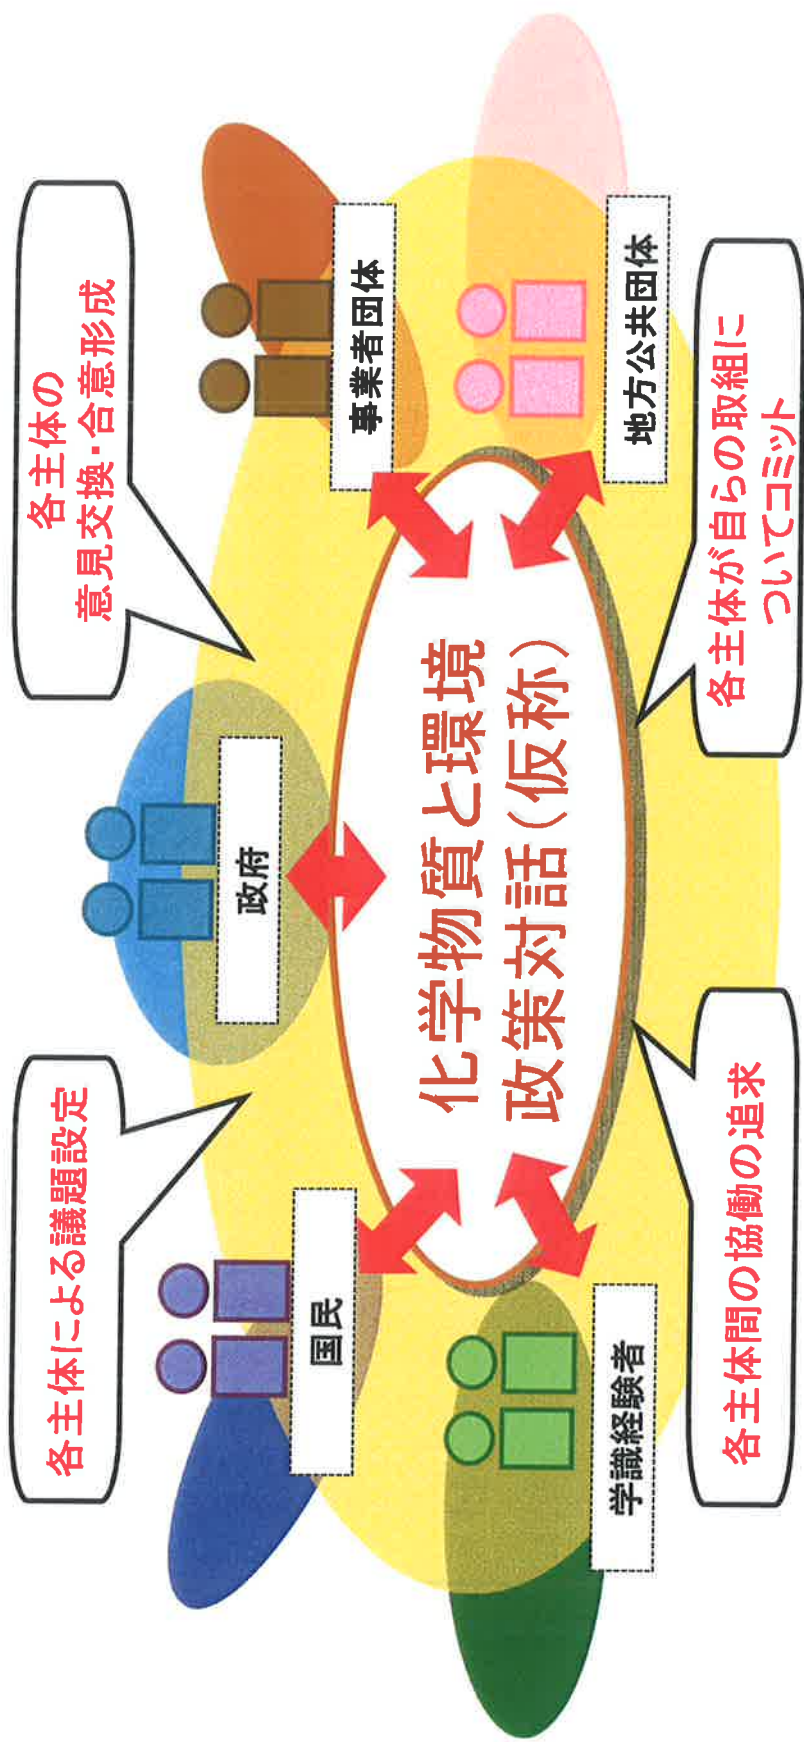 各主体による議題設定
各主体の
意見交換・合意形成
政府
国民
事業者団体
化学物質と環境
政策対話(仮称)
学識経験者
地方公共団体
各主体間の協働の追求
各主体が自らの取組に
ついてコミット